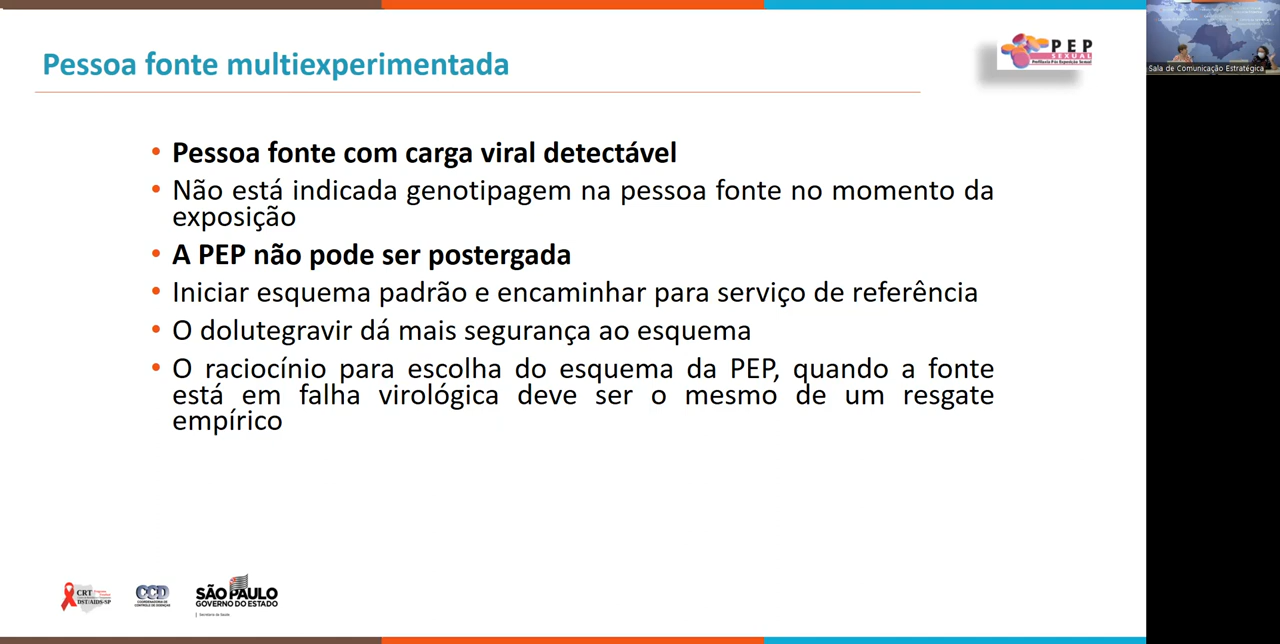 Pessoa fonte multiexperimentada
PEP
SEXUAL
Profilaxia Pós Exposição Sexual
Sala de Comunicação Estratégica
• Pessoa fonte com carga viral detectável
• Não está indicada genotipagem na pessoa fonte no momento da
exposição
• A PEP não pode ser postergada
• Iniciar esquema padrão e encaminhar para serviço de referência
• O dolutegravir dá mais segurança ao esquema
• O raciocínio para escolha do esquema da PEP, quando a fonte
está em falha virológica deve ser o mesmo de um resgate
empírico
CRT
DST/AIDS-SP
CCD
COORDENADORIA DE
CONTROLE DE DOENÇAS
SÃO PAULO
GOVERNO DO ESTADO
Secretaria da Saúde